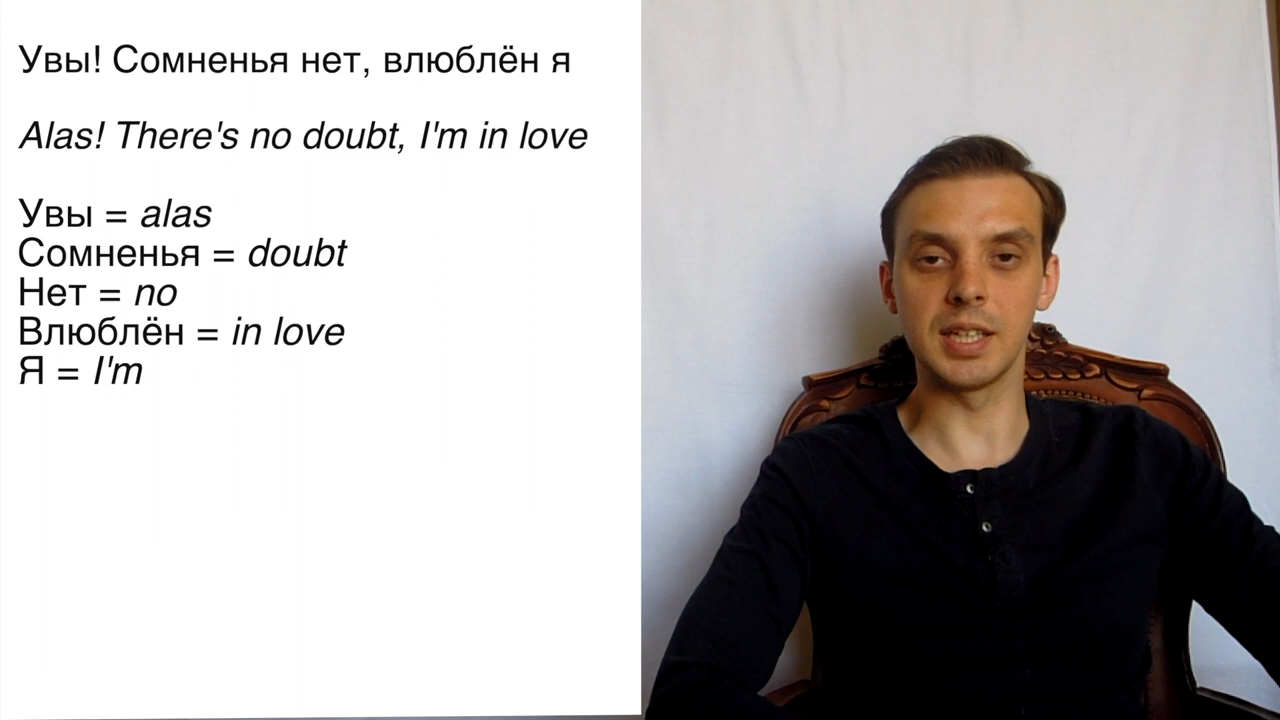 Увы! Сомненья нет, влюблён я
Alas! There's no doubt, I'm in love
Увы = alas
Сомненья = doubt
Нет = no
Влюблён = in love
Я = I'm